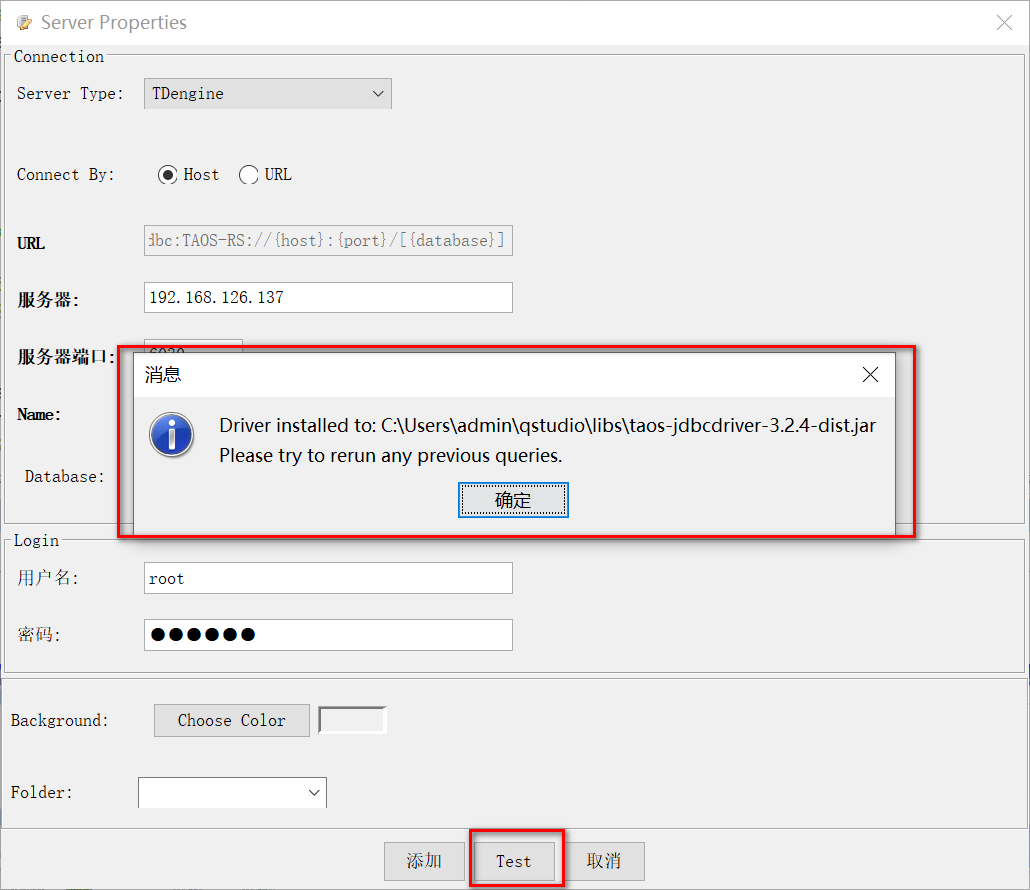 Server Properties
Connection
Server Type: TDengine
Connect By: Host URL
URL dbc:TAOS-RS://{host}:{port}/[{database}]
服务器: 192.168.126.137
服务器端口:
消息
Name:
Driver installed to: C:\Users\admin\qstudio\libs\taos-jdbcdriver-3.2.4-dist.jar
Please try to rerun any previous queries.
Database:
确定
Login
用户名: root
密码: ●●●●●●
Background: Choose Color
Folder:
添加 Test 取消